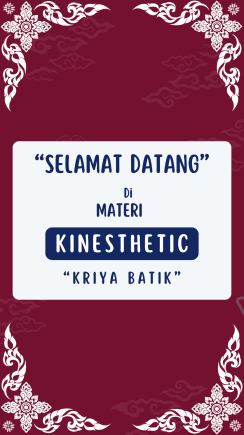 “SELAMAT DATANG”
Di
MATERI
KINESTHETIC
“KRIYA BATIK”